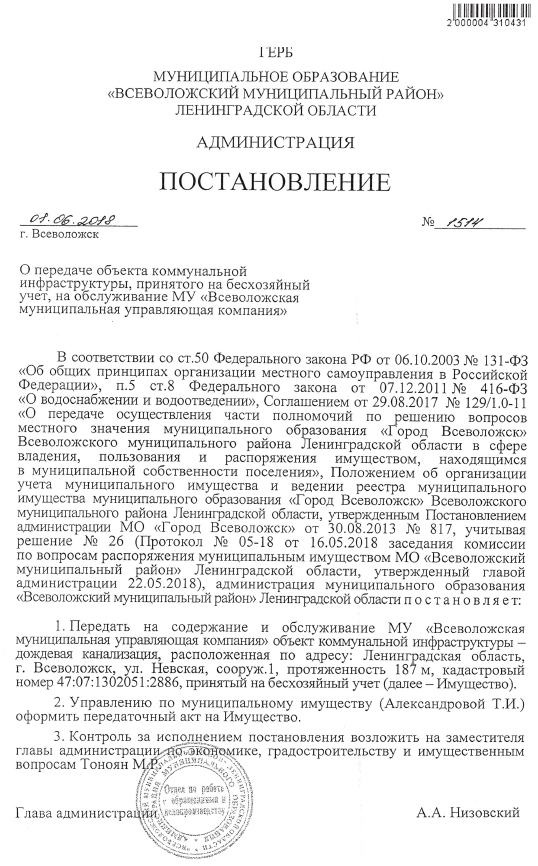 2 000004 310431
ГЕРБ
МУНИЦИПАЛЬНОЕ ОБРАЗОВАНИЕ
«ВСЕВОЛОЖСКИЙ МУНИЦИПАЛЬНЫЙ РАЙОН»
ЛЕНИНГРАДСКОЙ ОБЛАСТИ
АДМИНИСТРАЦИЯ
ПОСТАНОВЛЕНИЕ
01.06.2018 № 1514
г. Всеволожск
О передаче объекта коммунальной
инфраструктуры, принятого на бесхозяйный
учет, на обслуживание МУ «Всеволожская
муниципальная управляющая компания»
В соответствии со ст.50 Федерального закона РФ от 06.10.2003 № 131-ФЗ
«Об общих принципах организации местного самоуправления в Российской
Федерации», п.5 ст.8 Федерального закона от 07.12.2011 № 416-ФЗ
«О водоснабжении и водоотведении», Соглашением от 29.08.2017 № 129/1.0-11
«О передаче осуществления части полномочий по решению вопросов
местного значения муниципального образования «Город Всеволожск»
Всеволожского муниципального района Ленинградской области в сфере
владения, пользования и распоряжения имуществом, находящимся
в муниципальной собственности поселения», Положением об организации
учета муниципального имущества и ведении реестра муниципального
имущества муниципального образования «Город Всеволожск» Всеволожского
муниципального района Ленинградской области, утвержденным Постановлением
администрации МО «Город Всеволожск» от 30.08.2013 № 817, учитывая
решение № 26 (Протокол № 05-18 от 16.05.2018 заседания комиссии
по вопросам распоряжения муниципальным имуществом МО «Всеволожский
муниципальный район» Ленинградской области, утвержденный главой
администрации 22.05.2018), администрация муниципального образования
«Всеволожский муниципальный район» Ленинградской области п о с т а н о в л я е т:
1. Передать на содержание и обслуживание МУ «Всеволожская
муниципальная управляющая компания» объект коммунальной инфраструктуры –
дождевая канализация, расположенная по адресу: Ленинградская область,
г. Всеволожск, ул. Невская, сооруж.1, протяженность 187 м, кадастровый
номер 47:07:1302051:2886, принятый на бесхозяйный учет (далее – Имущество).
2. Управлению по муниципальному имуществу (Александровой Т.И.)
оформить передаточный акт на Имущество.
3. Контроль за исполнением постановления возложить на заместителя
главы администрации по экономике, градостроительству и имущественным
вопросам Тоноян М.Р.
Отдел по работе
с обращениями и
делопроизводству
Глава администрации А.А. Низовский